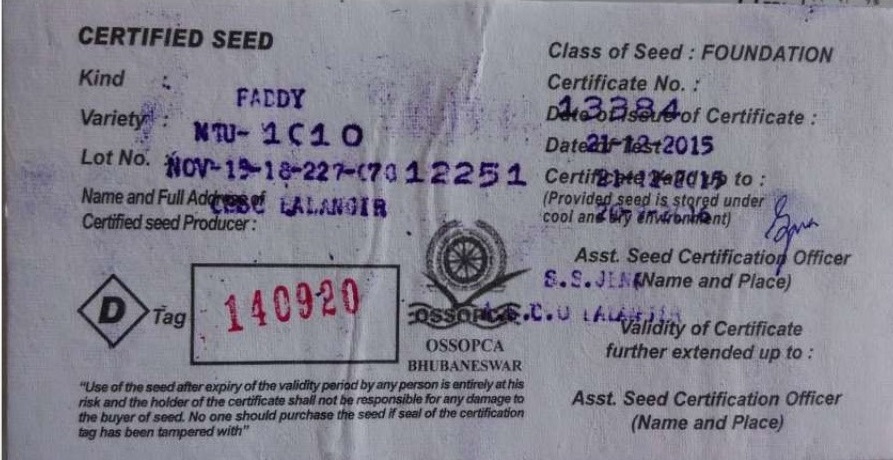 CERTIFIED SEED
Kind :
PADDY
Variety :
MTU- 1C10
Lot No. :
NOV-15-18-227- 12251
Name and Full Address of
Certified seed Producer :
LALANGIR
D Tag
140920
"Use of the seed after expiry of the validity period by any person is entirely at his
risk and the holder of the certificate shall not be responsible for any damage to
the buyer of seed. No one should purchase the seed if seal of the certification
tag has been tampered with"
OSSOPCA
OSSOPCA
BHUBANESWAR
Class of Seed : FOUNDATION
Certificate No. :
13384
Date of Issue of Certificate :
21-12-2015
Date of Test
21-12-2015
Certificate Valid up to :
(Provided seed is stored under
cool and dry environment)
Asst. Seed Certification Officer
S.S.JENA
(Name and Place)
Validity of Certificate
further extended up to :
Asst. Seed Certification Officer
(Name and Place)